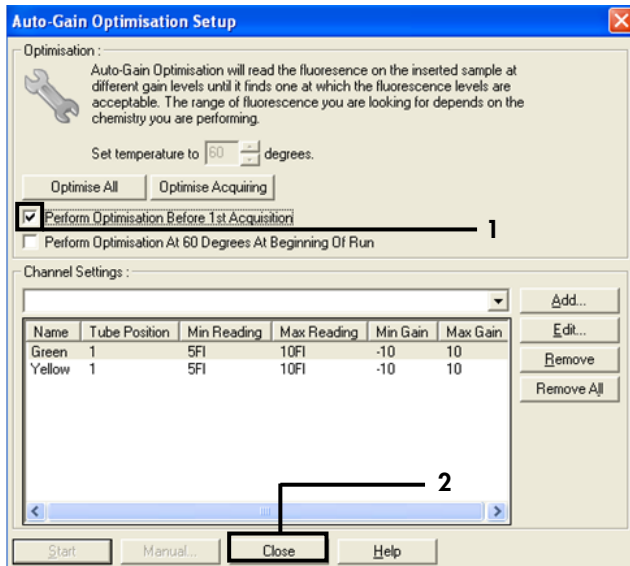 Auto-Gain Optimisation Setup
Optimisation :
Auto-Gain Optimisation will read the fluoresence on the inserted sample at
different gain levels until it finds one at which the fluorescence levels are
acceptable. The range of fluorescence you are looking for depends on the
chemistry you are performing.
Set temperature to 60 degrees.
Optimise All Optimise Acquiring
Perform Optimisation Before 1st Acquisition
1
Perform Optimisation At 60 Degrees At Beginning Of Run
Channel Settings :
Add...
Name Tube Position Min Reading Max Reading Min Gain Max Gain
Edit...
Green 1 5Fl 10Fl -10 10
Yellow 1 5Fl 10Fl -10 10
Remove
Remove All
2
Start Manual... Close Help